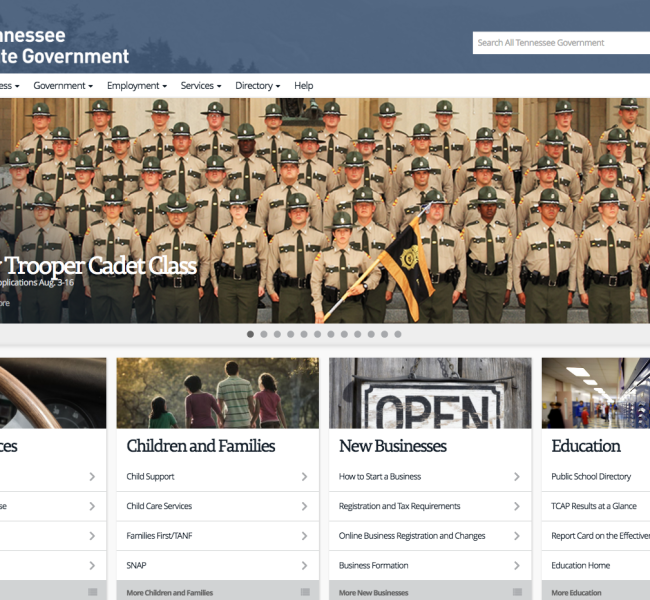 nnessee
te Government
Search All Tennessee Government
ess
Government
Employment
Services
Directory
Help
Trooper Cadet Class
pplications Aug. 3-16
ore
ces
se
Children and Families
Child Support
Child Care Services
Families First/TANF
SNAP
More Children and Families
OPEN
New Businesses
How to Start a Business
Registration and Tax Requirements
Online Business Registration and Changes
Business Formation
More New Businesses
Education
Public School Directory
TCAP Results at a Glance
Report Card on the Effective
Education Home
More Education